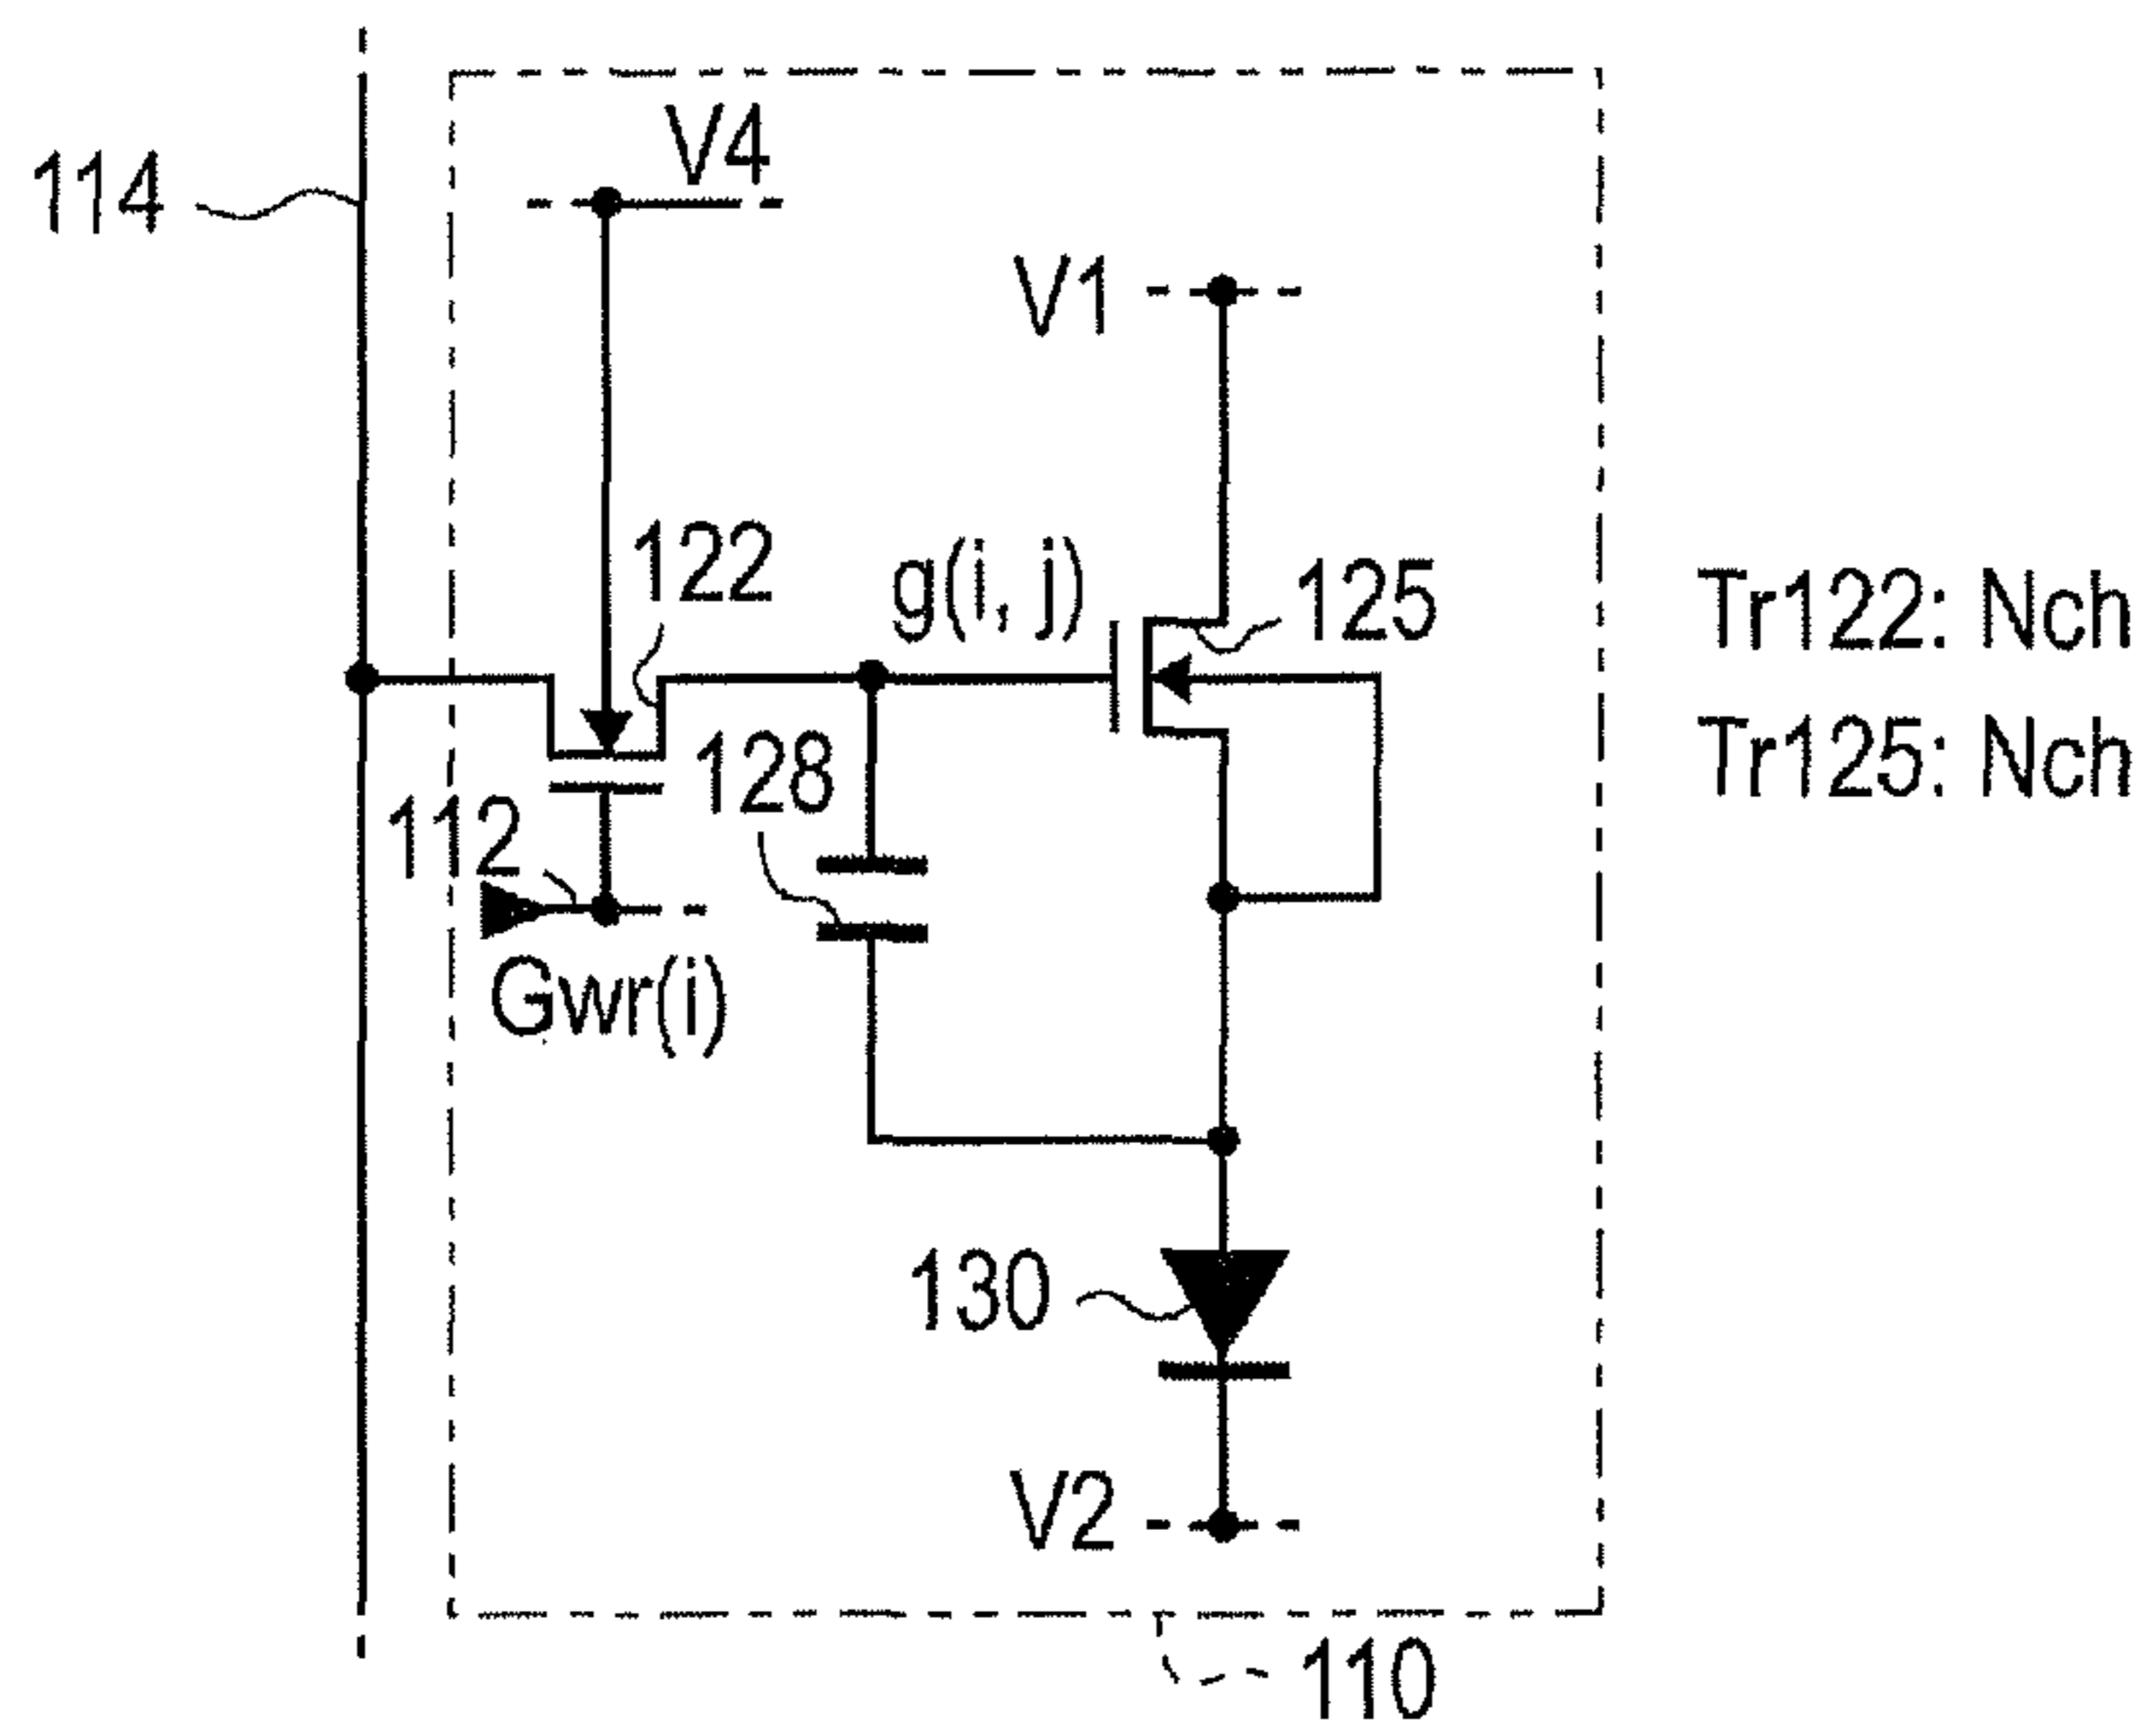 V4
114
V1
122
g(i, j)
125
Tr122: Nch
Tr125: Nch
128
112
Gwr(i)
130
V2
110